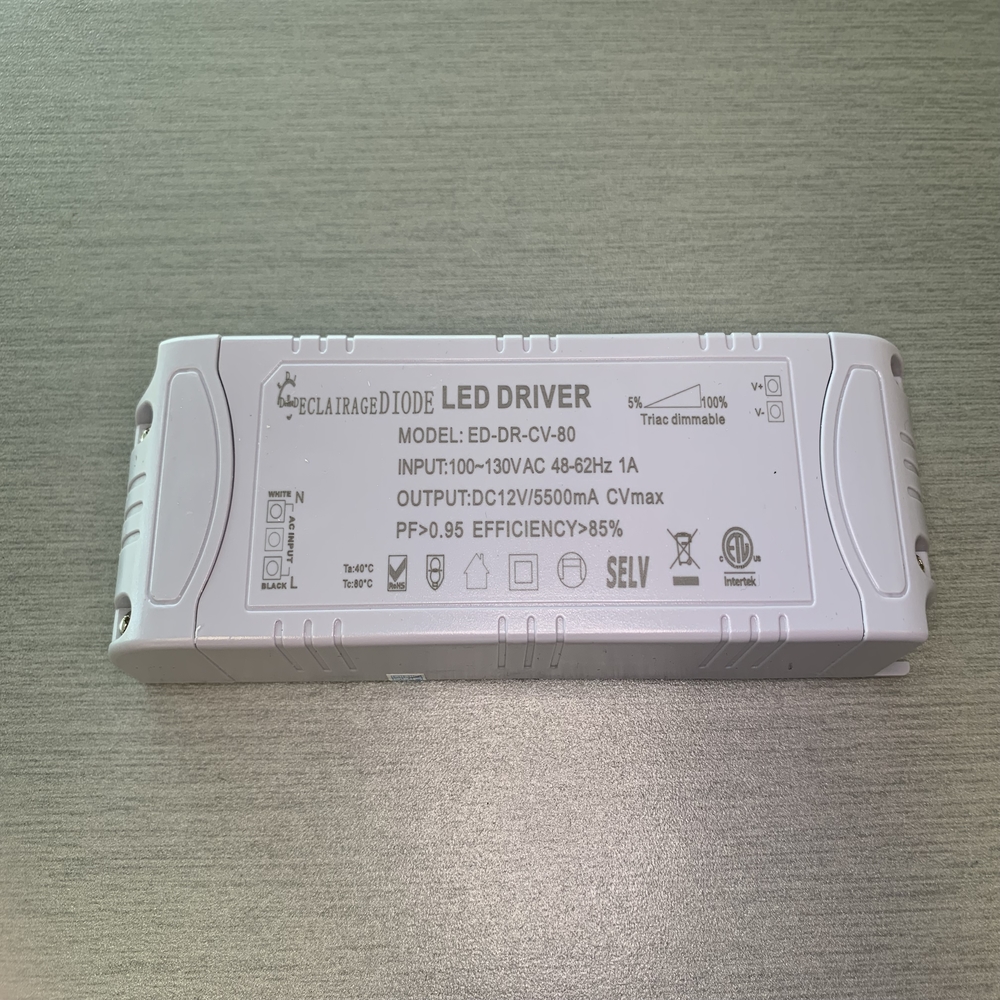 ECLAIRAGEDIODE LED DRIVER
MODEL: ED-DR-CV-80
INPUT:100~130VAC 48-62Hz 1A
OUTPUT:DC12V/5500mA CVmax
PF>0.95 EFFICIENCY>85%
5% 100%
Triac dimmable
V+
V-
WHITE N
AC INPUT
BLACK L
Ta:40°C
Tc:80°C
RoHS
SELV
ETL
C US
Intertek